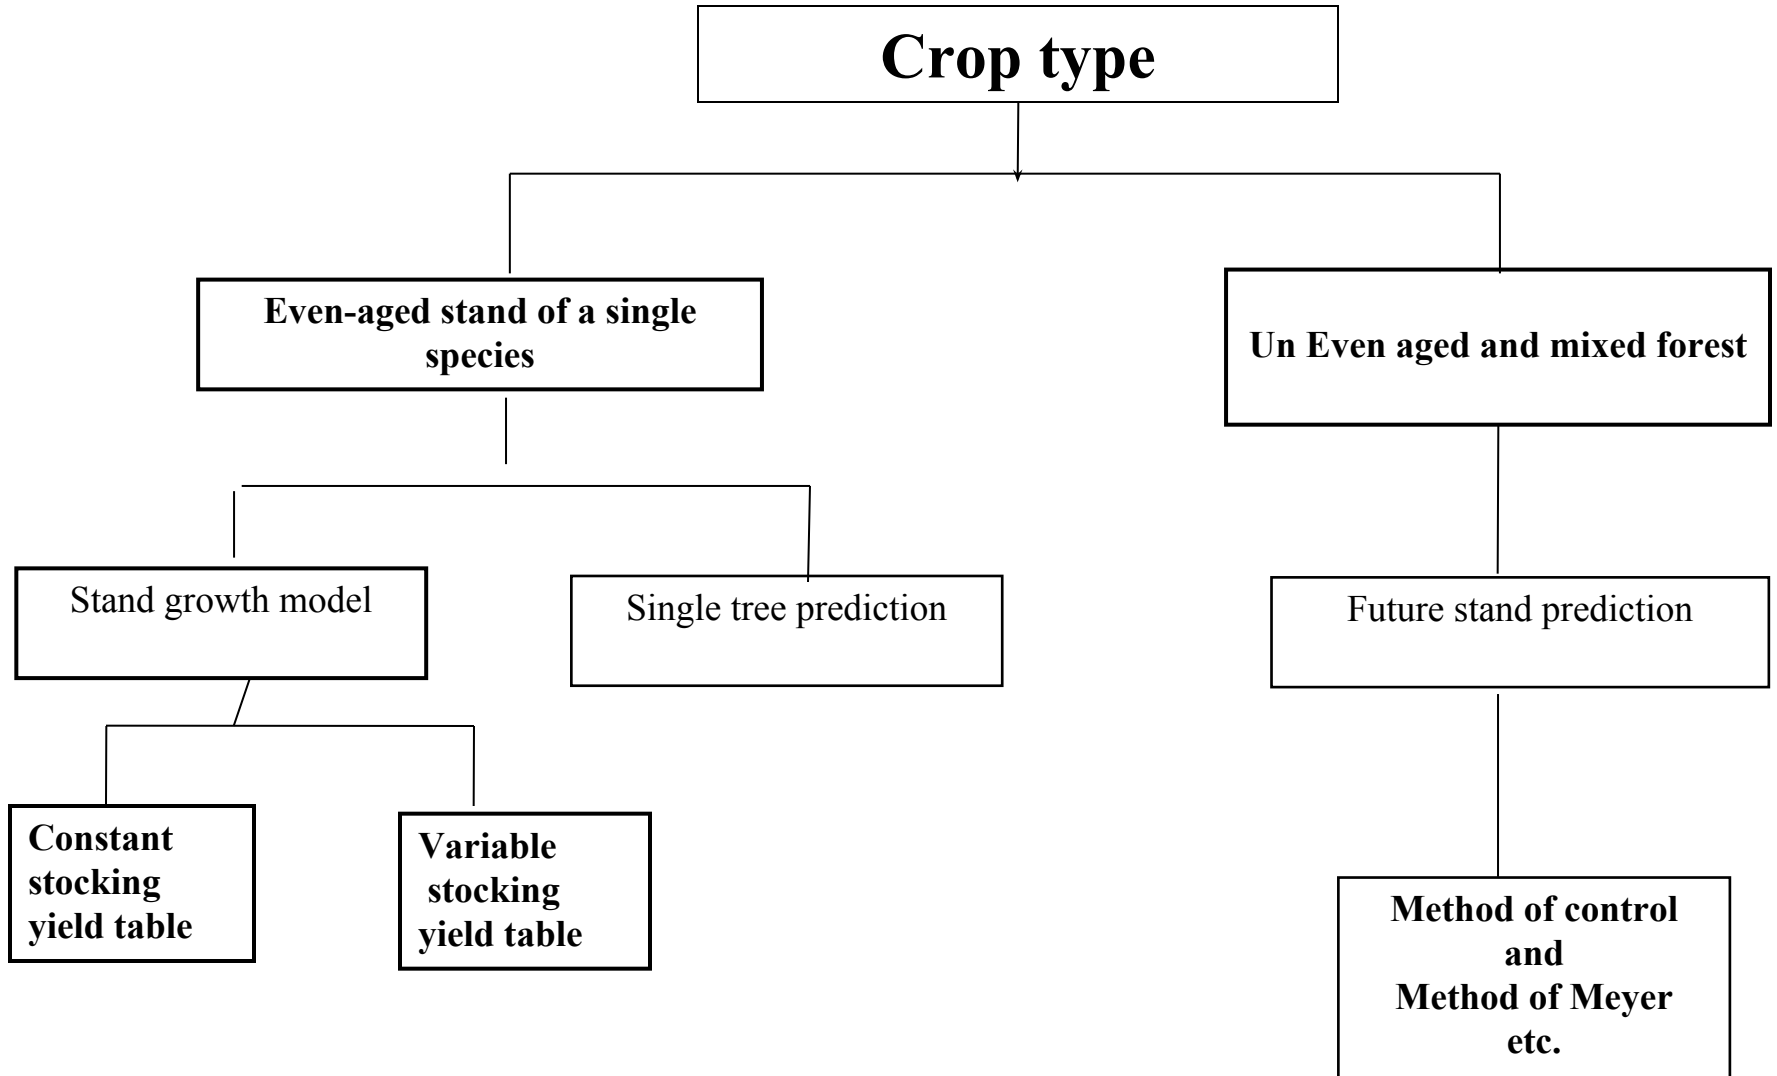 Crop type
Even-aged stand of a single
species
Un Even aged and mixed forest
Stand growth model
Single tree prediction
Future stand prediction
Constant
stocking
yield table
Variable
stocking
yield table
Method of control
and
Method of Meyer
etc.